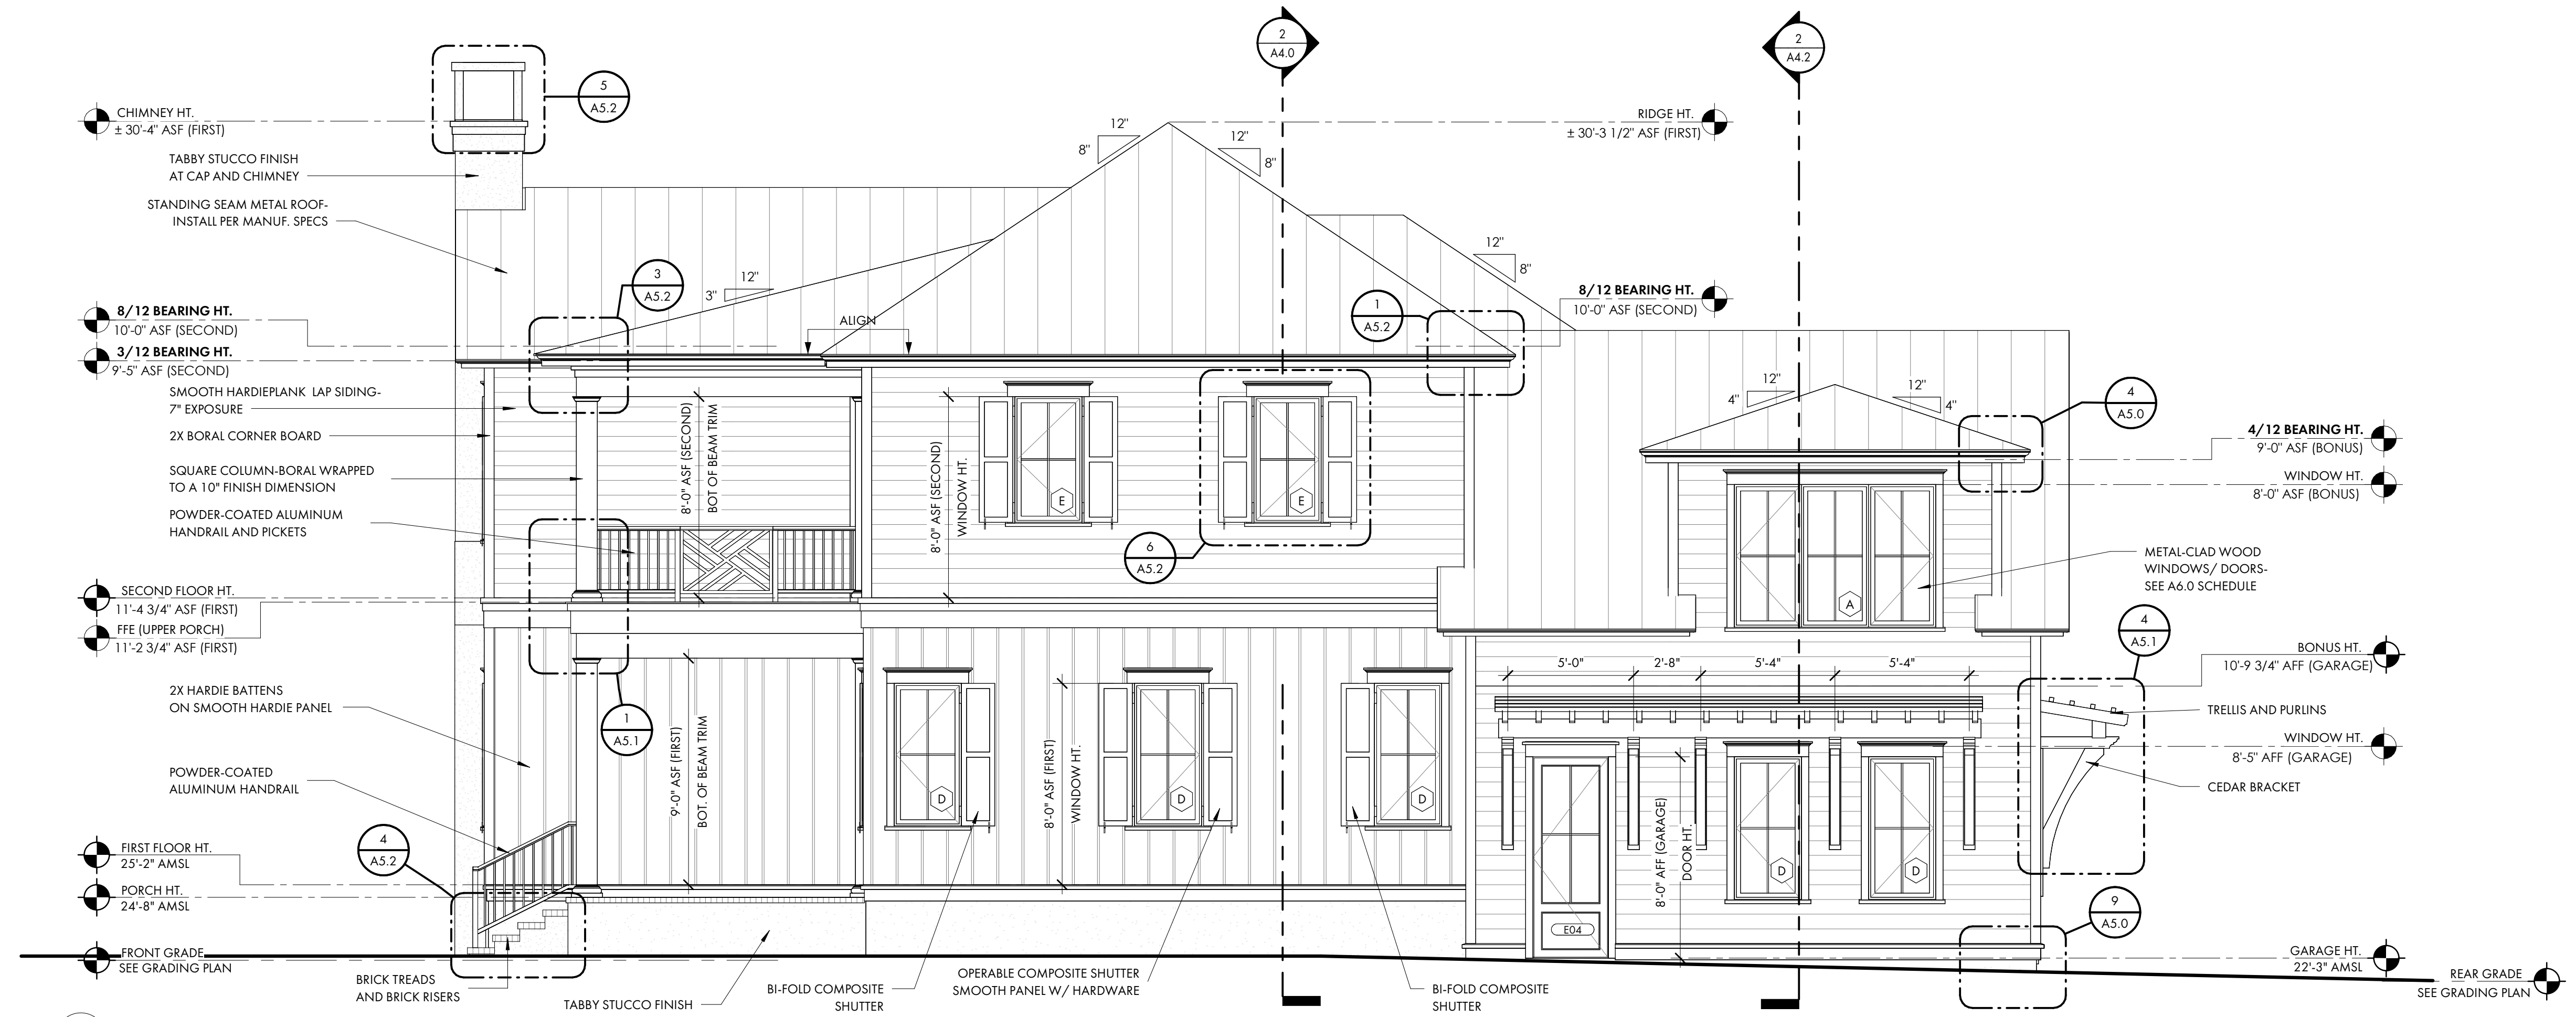 2
A4.0
2
A4.2
5
A5.2
CHIMNEY HT.
± 30'-4" ASF (FIRST)
RIDGE HT.
± 30'-3 1/2" ASF (FIRST)
TABBY STUCCO FINISH
AT CAP AND CHIMNEY
STANDING SEAM METAL ROOF-
INSTALL PER MANUF. SPECS
12"
8"
12"
8"
12"
8"
12"
3"
3
A5.2
ALIGN
1
A5.2
8/12 BEARING HT.
10'-0" ASF (SECOND)
8/12 BEARING HT.
10'-0" ASF (SECOND)
3/12 BEARING HT.
9'-5" ASF (SECOND)
12"
4"
12"
4"
4
A5.0
4/12 BEARING HT.
9'-0" ASF (BONUS)
WINDOW HT.
8'-0" ASF (BONUS)
SMOOTH HARDIEPLANK LAP SIDING-
7" EXPOSURE
2X BORAL CORNER BOARD
SQUARE COLUMN-BORAL WRAPPED
TO A 10" FINISH DIMENSION
POWDER-COATED ALUMINUM
HANDRAIL AND PICKETS
8'-0" ASF (SECOND)
BOT OF BEAM TRIM
8'-0" ASF (SECOND)
WINDOW HT.
E
E
6
A5.2
METAL-CLAD WOOD
WINDOWS/ DOORS-
SEE A6.0 SCHEDULE
A
SECOND FLOOR HT.
11'-4 3/4" ASF (FIRST)
FFE (UPPER PORCH)
11'-2 3/4" ASF (FIRST)
4
A5.1
BONUS HT.
10'-9 3/4" AFF (GARAGE)
5'-0"
2'-8"
5'-4"
5'-4"
2X HARDIE BATTENS
ON SMOOTH HARDIE PANEL
1
A5.1
9'-0" ASF (FIRST)
BOT. OF BEAM TRIM
8'-0" ASF (FIRST)
WINDOW HT.
D
D
D
TRELLIS AND PURLINS
WINDOW HT.
8'-5" AFF (GARAGE)
CEDAR BRACKET
POWDER-COATED
ALUMINUM HANDRAIL
8'-0" AFF (GARAGE)
DOOR HT.
D
D
E04
4
A5.2
FIRST FLOOR HT.
25'-2" AMSL
PORCH HT.
24'-8" AMSL
9
A5.0
FRONT GRADE
SEE GRADING PLAN
GARAGE HT.
22'-3" AMSL
REAR GRADE
SEE GRADING PLAN
BRICK TREADS
AND BRICK RISERS
TABBY STUCCO FINISH
BI-FOLD COMPOSITE
SHUTTER
OPERABLE COMPOSITE SHUTTER
SMOOTH PANEL W/ HARDWARE
BI-FOLD COMPOSITE
SHUTTER